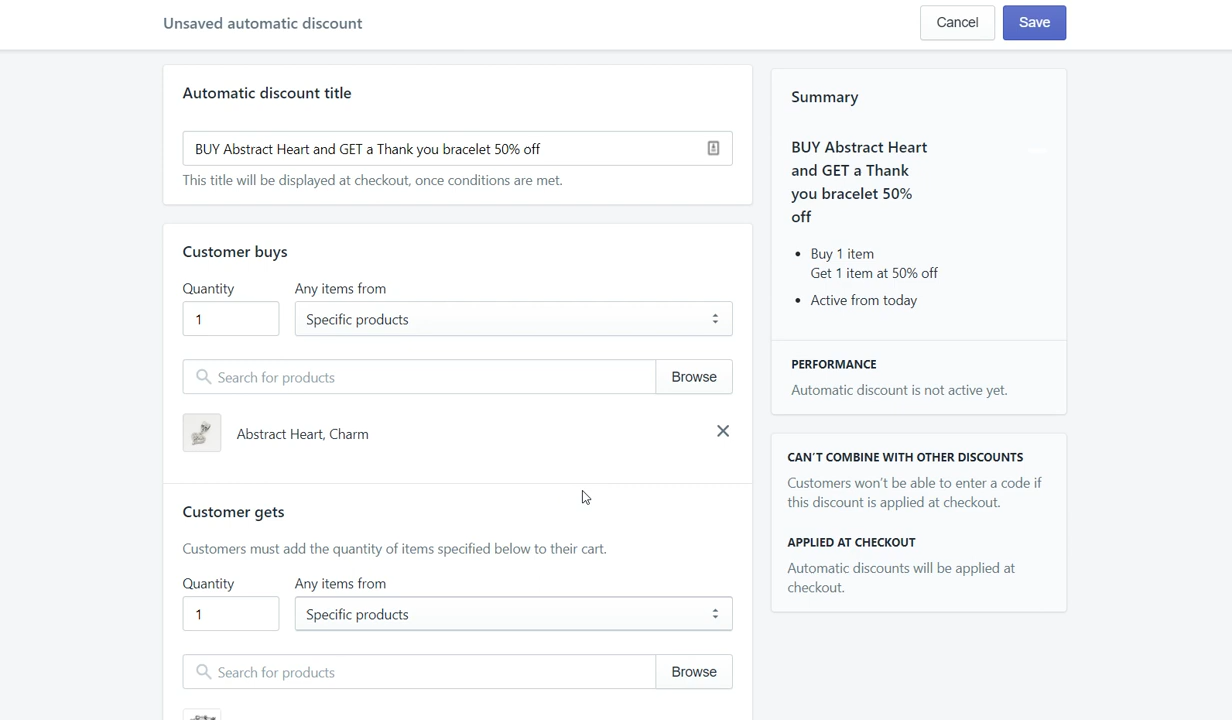 Unsaved automatic discount
Cancel
Save
Automatic discount title
BUY Abstract Heart and GET a Thank you bracelet 50% off
This title will be displayed at checkout, once conditions are met.
Customer buys
Quantity
Any items from
1
Specific products
Search for products
Browse
Abstract Heart, Charm
Customer gets
Customers must add the quantity of items specified below to their cart.
Quantity
Any items from
1
Specific products
Search for products
Browse
Summary
BUY Abstract Heart
and GET a Thank
you bracelet 50%
off
• Buy 1 item
Get 1 item at 50% off
• Active from today
PERFORMANCE
Automatic discount is not active yet.
CAN'T COMBINE WITH OTHER DISCOUNTS
Customers won't be able to enter a code if
this discount is applied at checkout.
APPLIED AT CHECKOUT
Automatic discounts will be applied at
checkout.